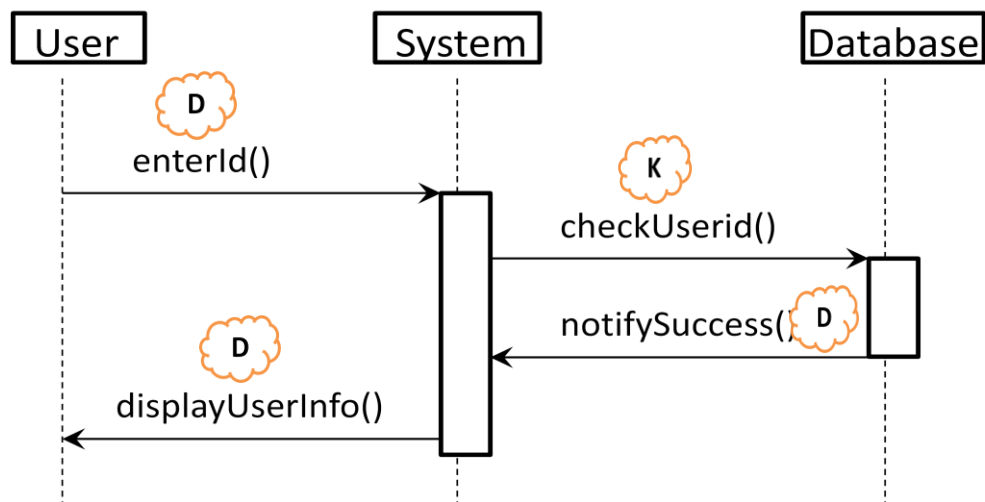 User
System
Database
D
enterId()
K
checkUserid()
notifySuccess()
D
D
displayUserInfo()